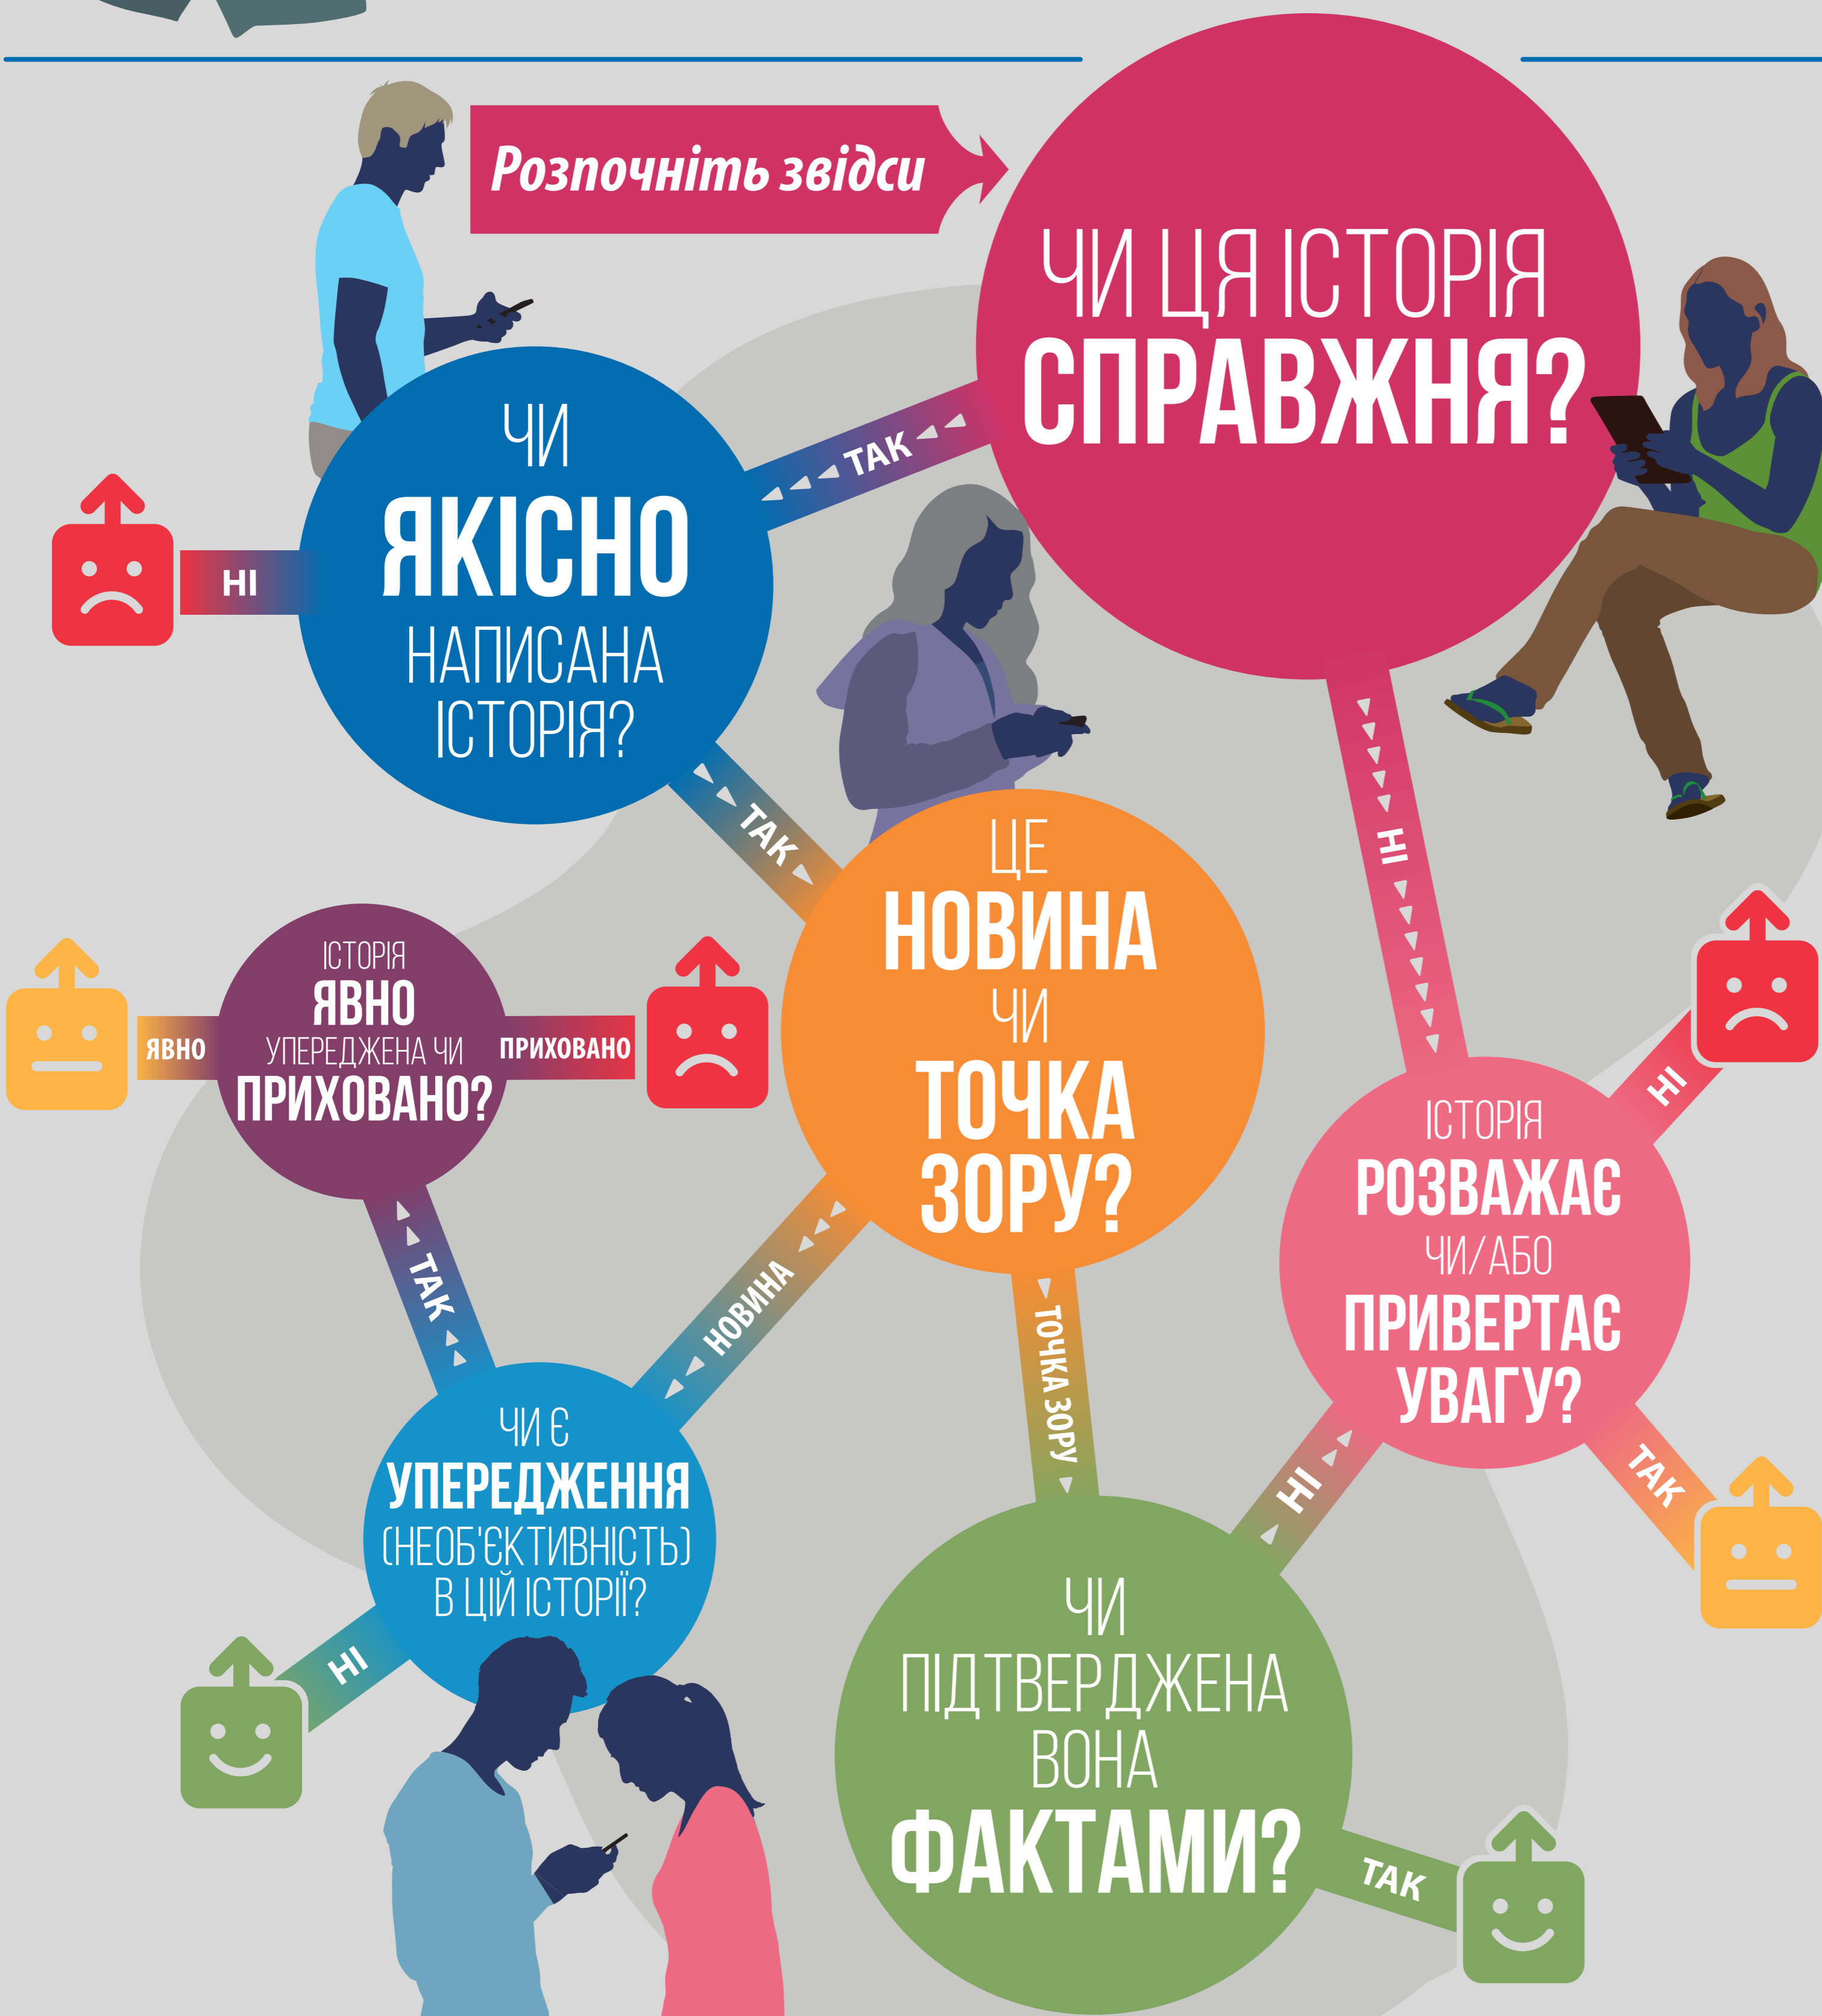 Розпочніть звідси
ЧИ ЦЯ ІСТОРІЯ
СПРАВЖНЯ?
ТАК
ЧИ
ЯКІСНО
НАПИСАНА
ІСТОРІЯ?
НІ
ТАК
НІ
ЦЕ
НОВИНА
ЧИ
ТОЧКА
ЗОРУ?
ІСТОРІЯ
ЯВНО
УПЕРЕДЖЕНА ЧИ
ПРИХОВАНО?
ЯВНО
ПРИХОВАНО
НІ
ІСТОРІЯ
РОЗВАЖАЄ
ЧИ/АБО
ПРИВЕРТАЄ
УВАГУ?
ТАК
НОВИНА
ТОЧКА ЗОРУ
НІ
ТАК
ЧИ Є
УПЕРЕДЖЕННЯ
(НЕОБ'ЄКТИВНІСТЬ)
В ЦІЙ ІСТОРІЇ?
НІ
ЧИ
ПІДТВЕРДЖЕНА
ВОНА
ФАКТАМИ?
ТАК